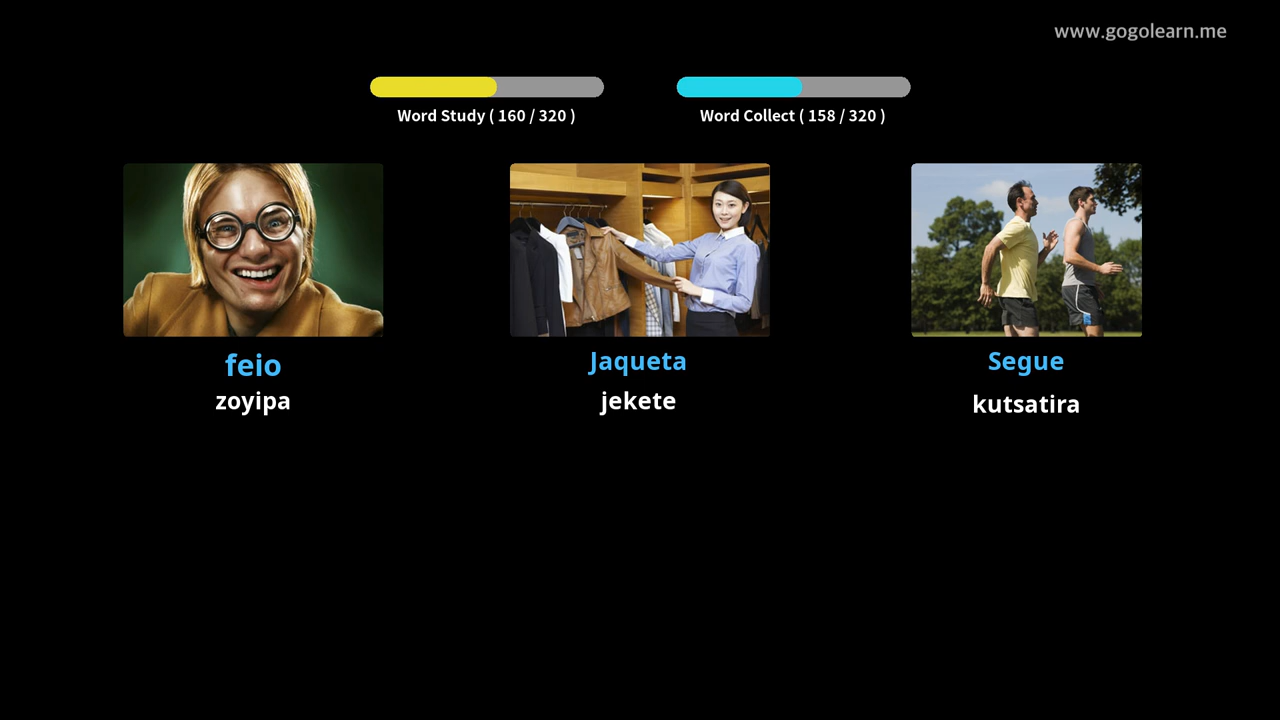 www.gogolearn.me
Word Study ( 160 / 320 )
Word Collect ( 158 / 320 )
feio
zoyipa
Jaqueta
jekete
Segue
kutsatira